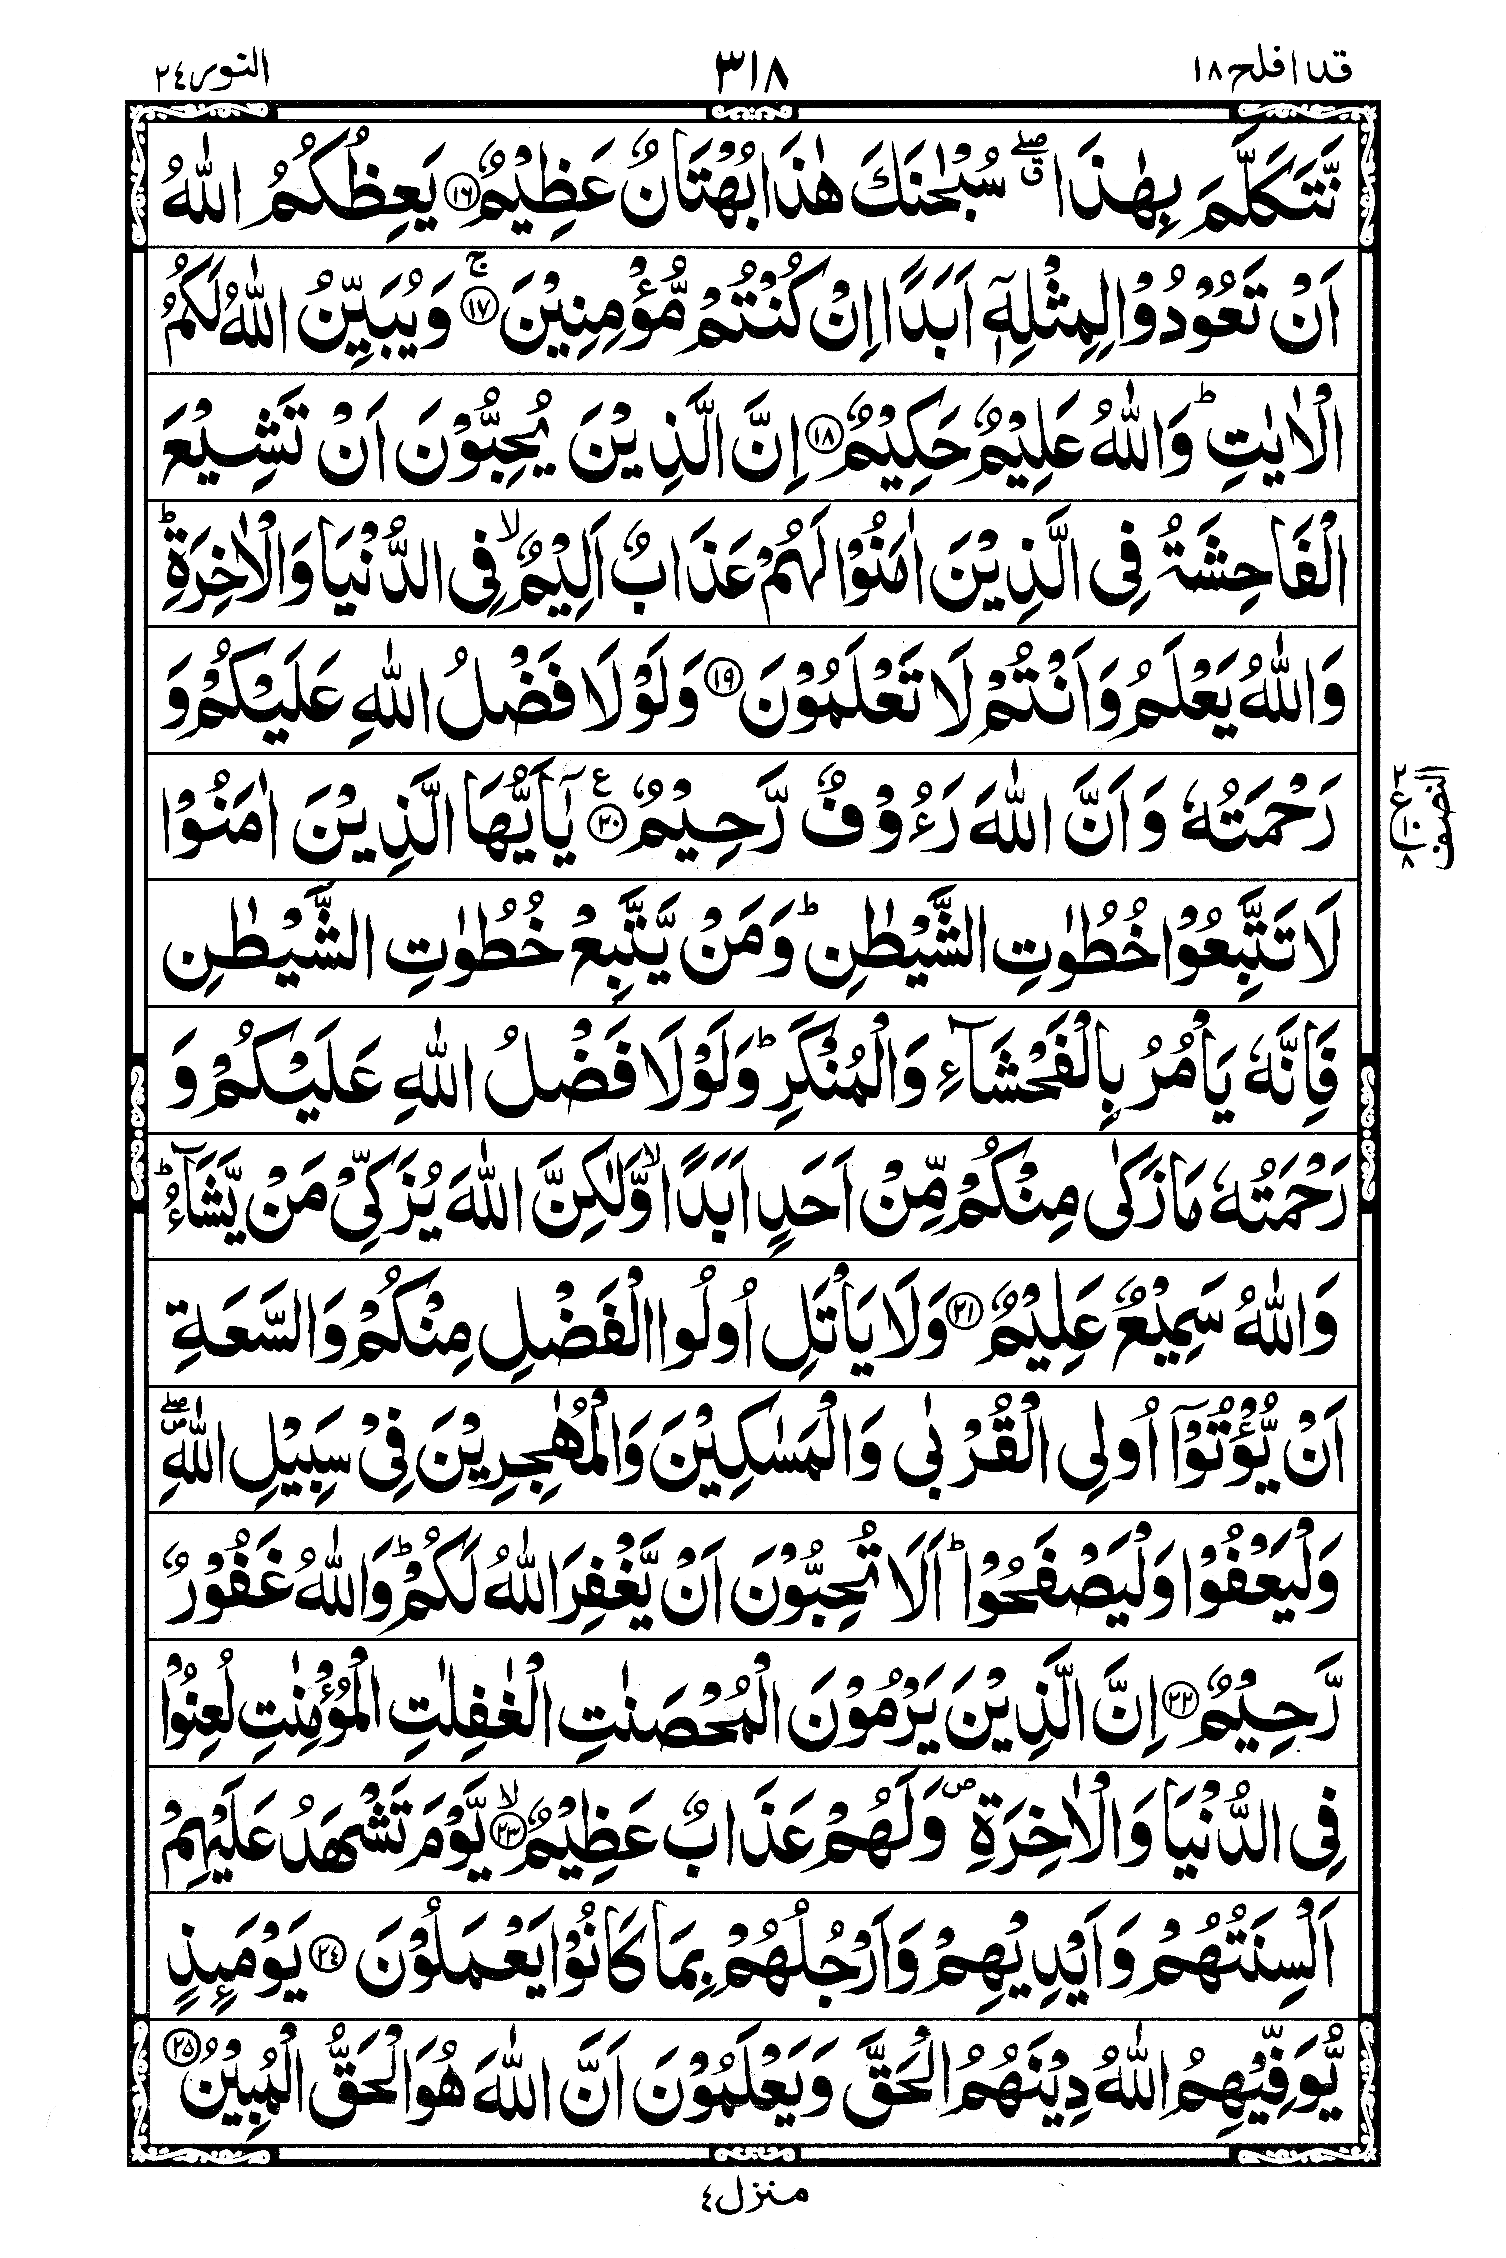 قد افلح ١٨ ٣١٨ النور ٢٤
نَّتَكَلَّمَ بِهٰذَا ۖۗ سُبْحٰنَكَ هٰذَا بُهْتَانٌ عَظِيْمٌ ﴿١٦﴾ يَعِظُكُمُ اللّٰهُ
اَنْ تَعُوْدُوْا لِمِثْلِهٖۤ اَبَدًا اِنْ كُنْتُمْ مُّؤْمِنِيْنَ ۚ﴿١٧﴾ وَ يُبَيِّنُ اللّٰهُ لَكُمُ
الْاٰيٰتِ ؕ وَاللّٰهُ عَلِيْمٌ حَكِيْمٌ ﴿١٨﴾ اِنَّ الَّذِيْنَ يُحِبُّوْنَ اَنْ تَشِيْعَ
الْفَاحِشَةُ فِى الَّذِيْنَ اٰمَنُوْا لَهُمْ عَذَابٌ اَلِيْمٌ ۙ فِى الدُّنْيَا وَالْاٰخِرَةِ ؕ
وَاللّٰهُ يَعْلَمُ وَاَنْتُمْ لَا تَعْلَمُوْنَ ﴿١٩﴾ وَلَوْلَا فَضْلُ اللّٰهِ عَلَيْكُمْ وَ
رَحْمَتُهٗ وَ اَنَّ اللّٰهَ رَءُوْفٌ رَّحِيْمٌ ﴿٢٠﴾ ع يٰۤاَيُّهَا الَّذِيْنَ اٰمَنُوْا
لَا تَتَّبِعُوْا خُطُوٰتِ الشَّيْطٰنِ ؕ وَمَنْ يَّتَّبِعْ خُطُوٰتِ الشَّيْطٰنِ
فَاِنَّهٗ يَاْمُرُ بِالْفَحْشَآءِ وَالْمُنْكَرِ ؕ وَلَوْلَا فَضْلُ اللّٰهِ عَلَيْكُمْ وَ
رَحْمَتُهٗ مَا زَكٰى مِنْكُمْ مِّنْ اَحَدٍ اَبَدًا ۙ وَّلٰكِنَّ اللّٰهَ يُزَكِّىْ مَنْ يَّشَآءُ ؕ
وَاللّٰهُ سَمِيْعٌ عَلِيْمٌ ﴿٢١﴾ وَلَا يَاْتَلِ اُولُوا الْفَضْلِ مِنْكُمْ وَالسَّعَةِ
اَنْ يُّؤْتُوْۤا اُولِى الْقُرْبٰى وَالْمَسٰكِيْنَ وَالْمُهٰجِرِيْنَ فِىْ سَبِيْلِ اللّٰهِ ۖ
وَلْيَعْفُوْا وَلْيَصْفَحُوْا ؕ اَلَا تُحِبُّوْنَ اَنْ يَّغْفِرَ اللّٰهُ لَكُمْ ؕ وَاللّٰهُ غَفُوْرٌ
رَّحِيْمٌ ﴿٢٢﴾ اِنَّ الَّذِيْنَ يَرْمُوْنَ الْمُحْصَنٰتِ الْغٰفِلٰتِ الْمُؤْمِنٰتِ لُعِنُوْا
فِى الدُّنْيَا وَالْاٰخِرَةِ ۪ وَلَهُمْ عَذَابٌ عَظِيْمٌ ۙ﴿٢٣﴾ يَّوْمَ تَشْهَدُ عَلَيْهِمْ
اَلْسِنَتُهُمْ وَاَيْدِيْهِمْ وَاَرْجُلُهُمْ بِمَا كَانُوْا يَعْمَلُوْنَ ﴿٢٤﴾ يَوْمَئِذٍ
يُّوَفِّيْهِمُ اللّٰهُ دِيْنَهُمُ الْحَقَّ وَيَعْلَمُوْنَ اَنَّ اللّٰهَ هُوَ الْحَقُّ الْمُبِيْنُ ﴿٢٥﴾
النصف
٢ ع ١٠ ٨
منزل ٤